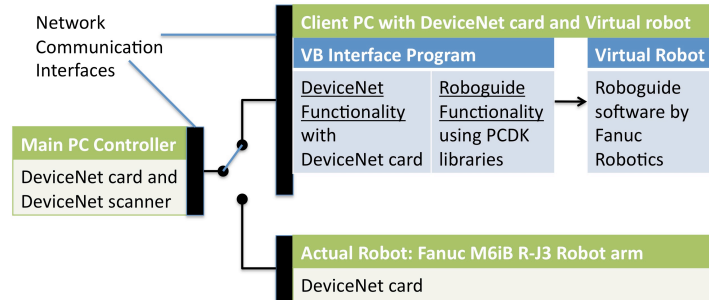 Network
Communication
Interfaces
Client PC with DeviceNet card and Virtual robot
VB Interface Program
Virtual Robot
DeviceNet
Functionality
with
DeviceNet card
Roboguide
Functionality
using PCDK
libraries
Roboguide
software by
Fanuc
Robotics
Main PC Controller
DeviceNet card and
DeviceNet scanner
Actual Robot: Fanuc M6iB R-J3 Robot arm
DeviceNet card